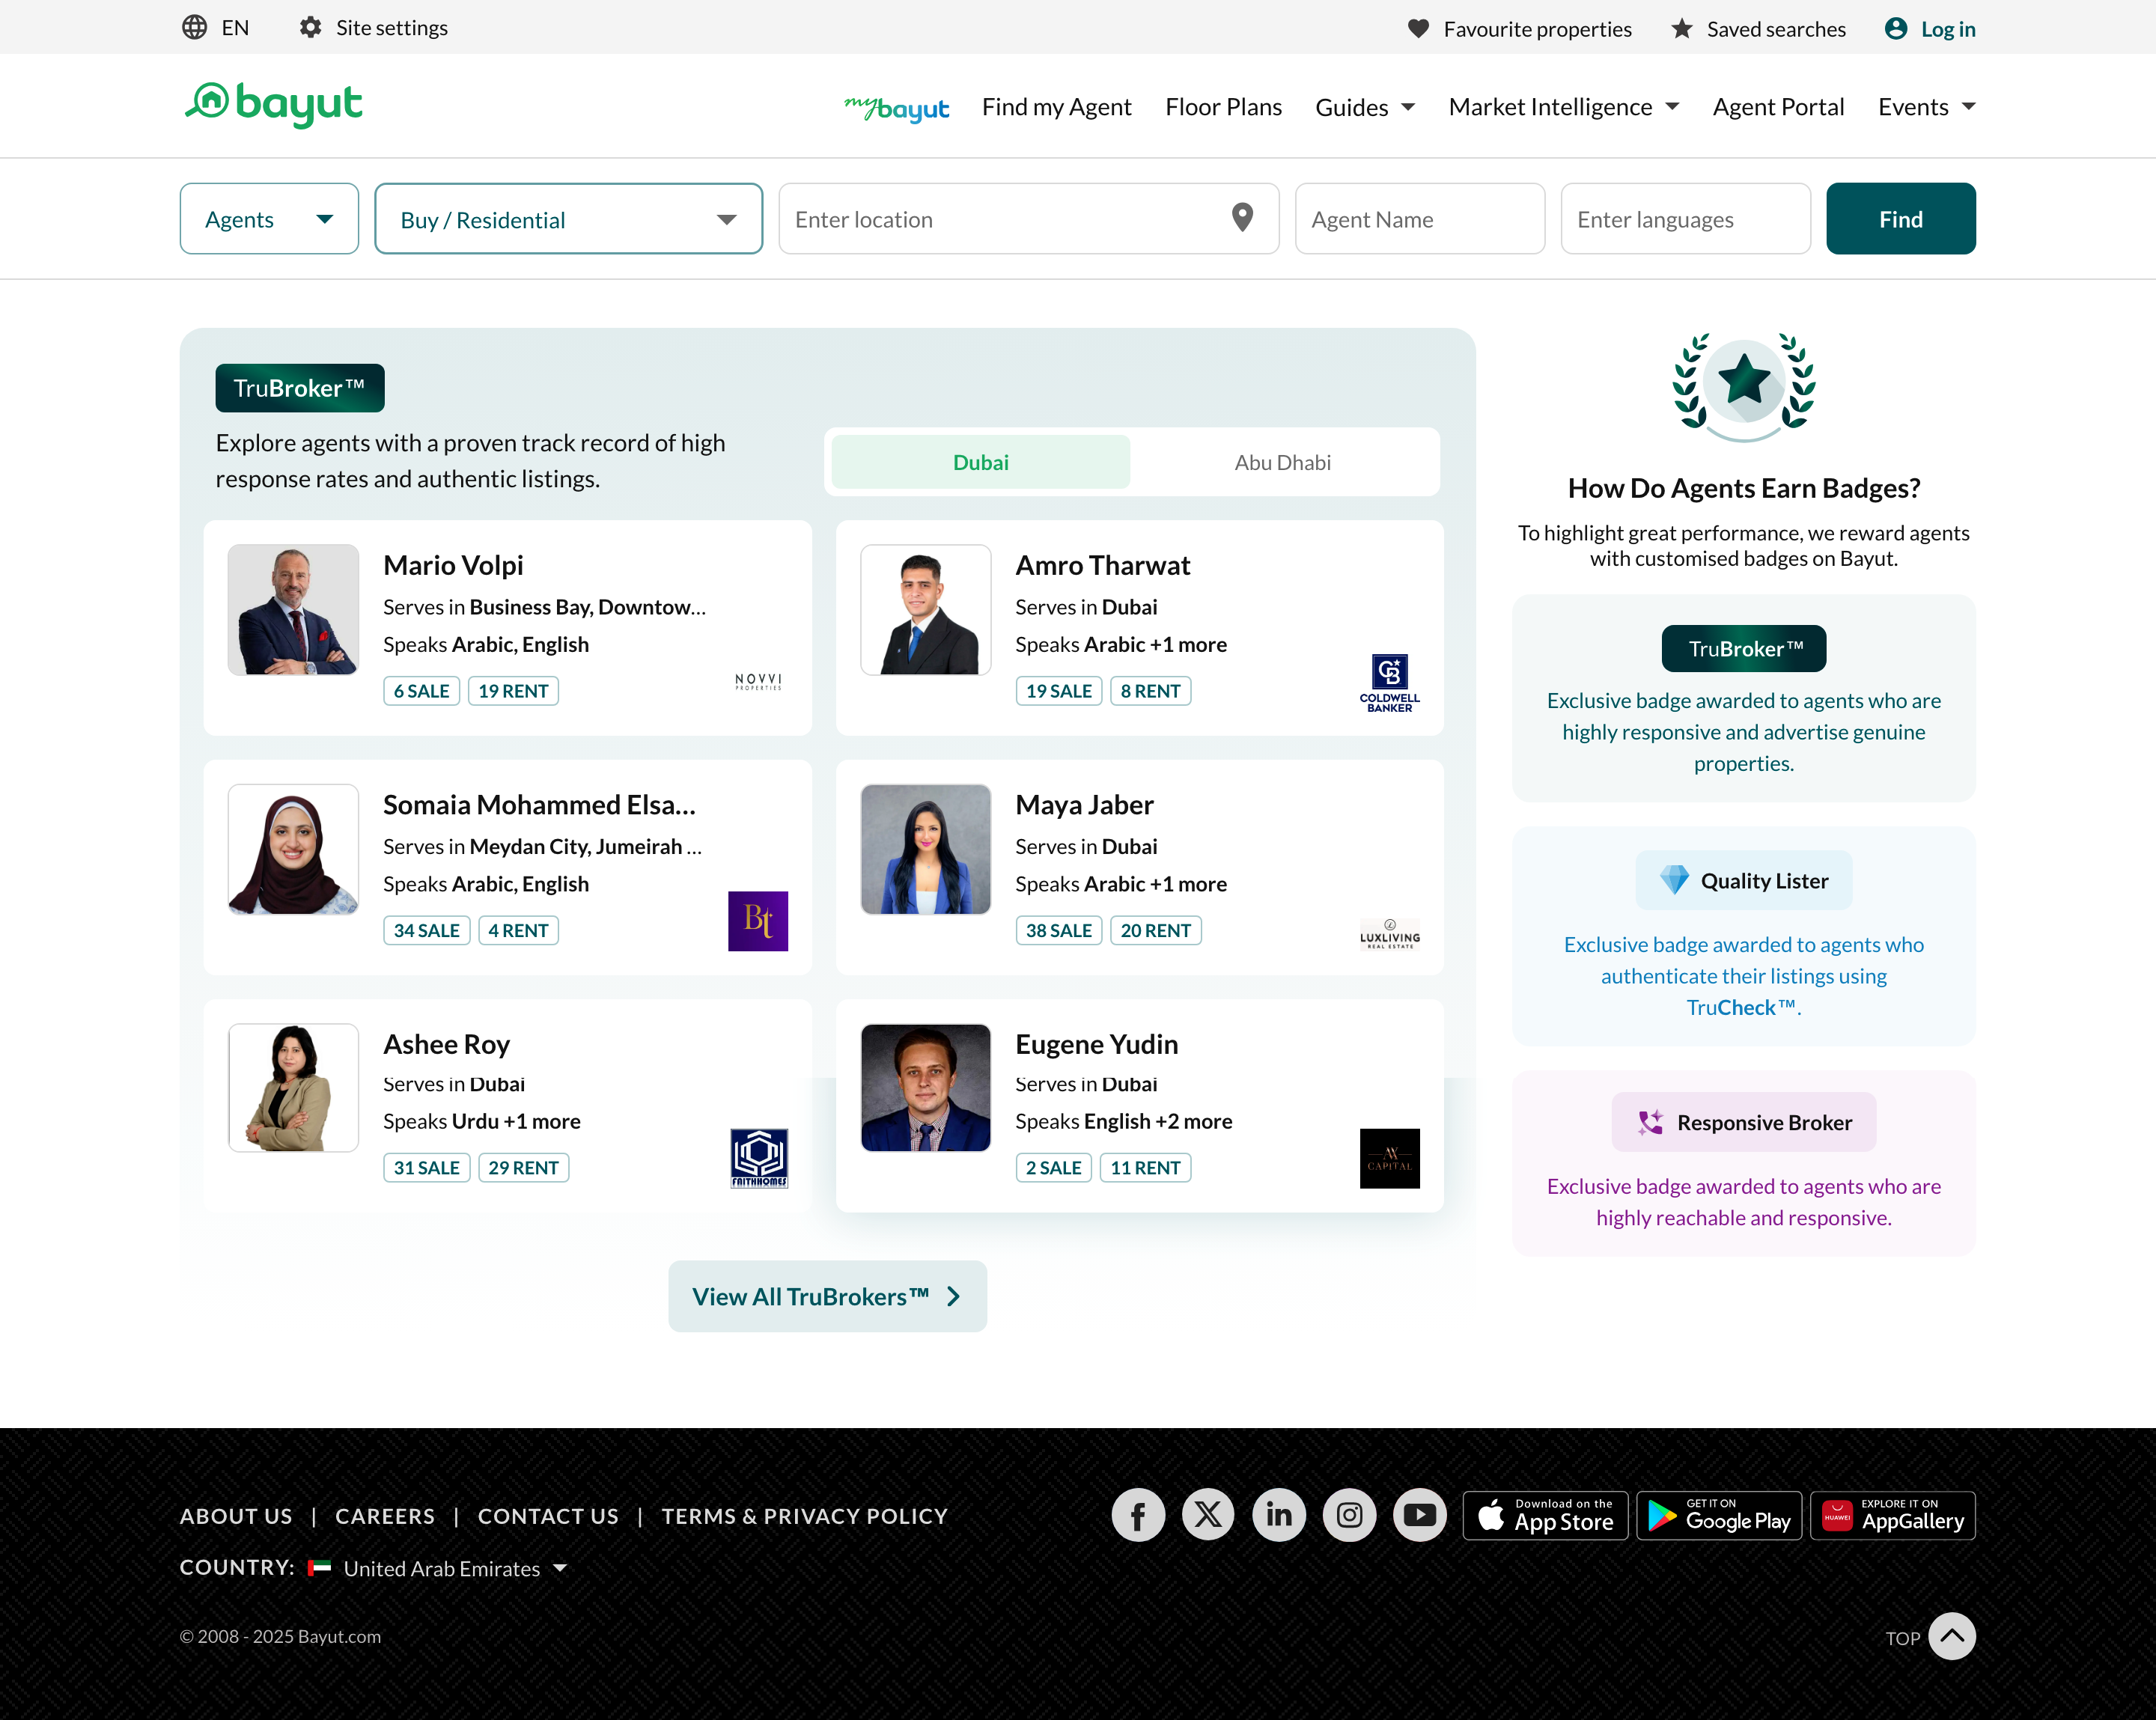 EN
Site settings
Favourite properties
Saved searches
Log in
bayut
mybayut
Find my Agent
Floor Plans
Guides
Market Intelligence
Agent Portal
Events
Agents
Buy / Residential
Enter location
Agent Name
Enter languages
Find
TruBroker™
Explore agents with a proven track record of high
response rates and authentic listings.
Dubai
Abu Dhabi
Mario Volpi
Serves in Business Bay, Downtow...
Speaks Arabic, English
6 SALE
19 RENT
NOVVI
PROPERTIES
Amro Tharwat
Serves in Dubai
Speaks Arabic +1 more
19 SALE
8 RENT
CB
COLDWELL
BANKER
Somaia Mohammed Elsa...
Serves in Meydan City, Jumeirah ...
Speaks Arabic, English
34 SALE
4 RENT
Bt
Maya Jaber
Serves in Dubai
Speaks Arabic +1 more
38 SALE
20 RENT
LUXLIVING
REAL ESTATE
Ashee Roy
Serves in Dubai
Speaks Urdu +1 more
31 SALE
29 RENT
FAITHHOMES
Eugene Yudin
Serves in Dubai
Speaks English +2 more
2 SALE
11 RENT
AX
CAPITAL
View All TruBrokers™
How Do Agents Earn Badges?
To highlight great performance, we reward agents
with customised badges on Bayut.
TruBroker™
Exclusive badge awarded to agents who are
highly responsive and advertise genuine
properties.
Quality Lister
Exclusive badge awarded to agents who
authenticate their listings using
TruCheck™.
Responsive Broker
Exclusive badge awarded to agents who are
highly reachable and responsive.
ABOUT US | CAREERS | CONTACT US | TERMS & PRIVACY POLICY
COUNTRY: United Arab Emirates
© 2008 - 2025 Bayut.com
Download on the
App Store
GET IT ON
Google Play
HUAWEI
EXPLORE IT ON
AppGallery
TOP